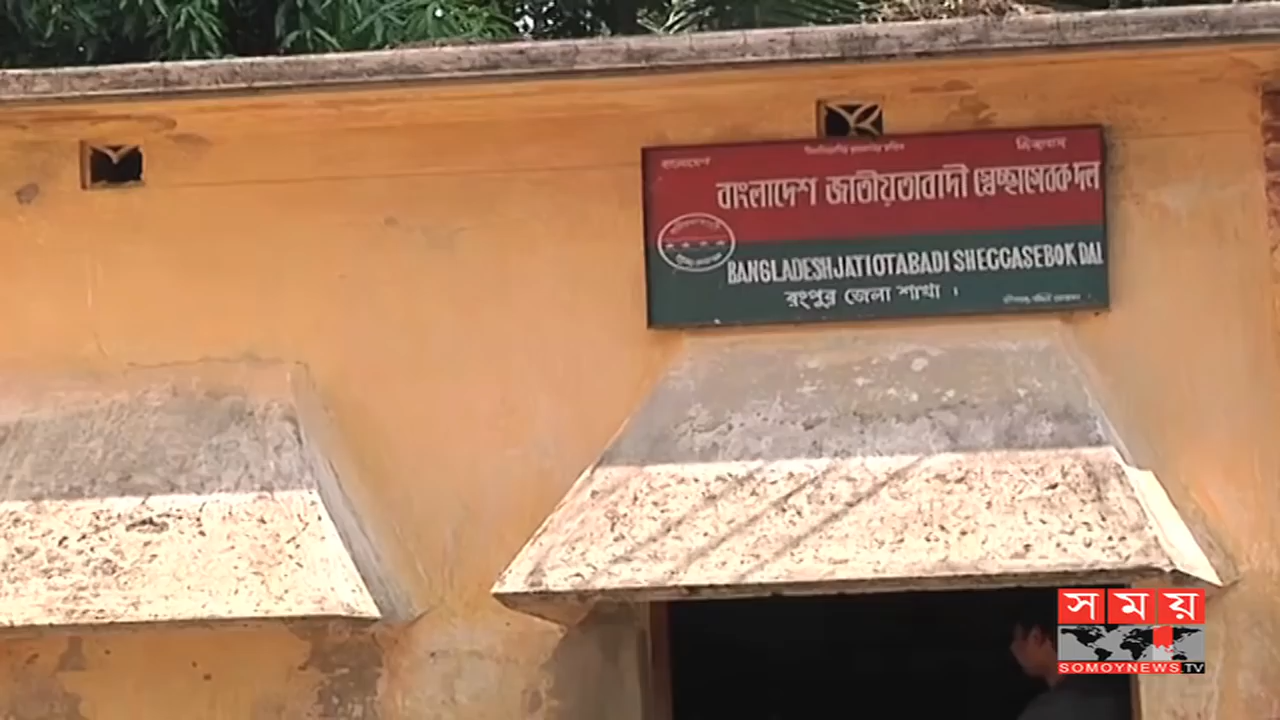 বাংলাদেশ জিন্দাবাদ
বাংলাদেশ জাতীয়তাবাদী স্বেচ্ছাসেবক দল
BANGLADESH JATIOTABADI SHECCASEBOK DAL
রংপুর জেলা শাখা ।
সময়
SOMOYNEWS.TV